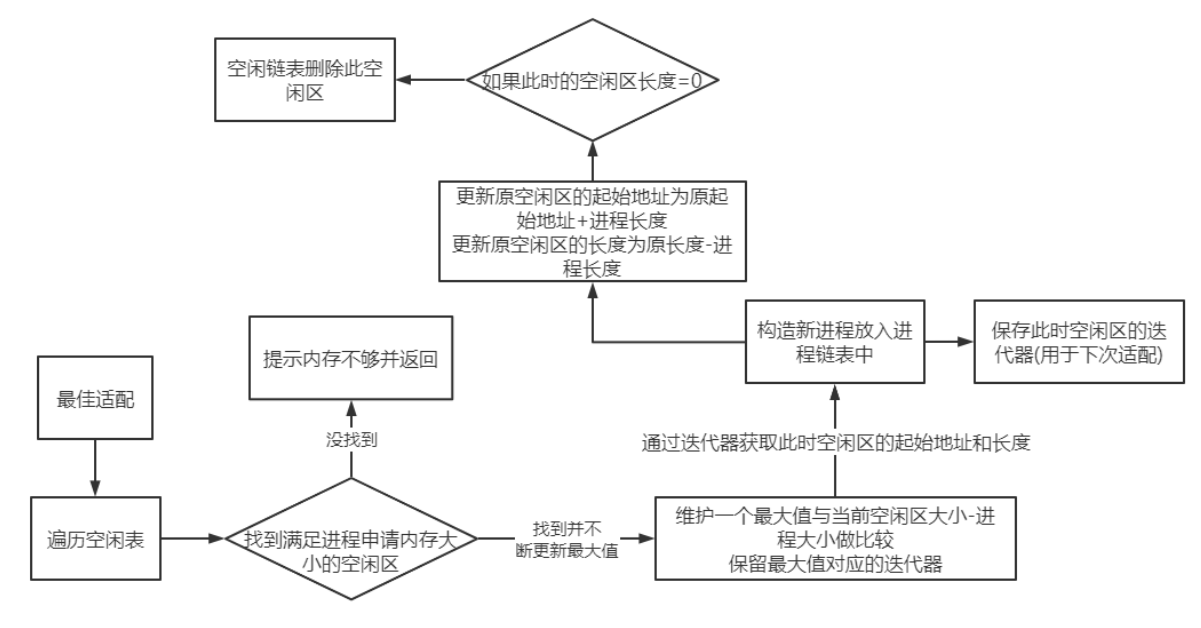 空闲链表删除此空
闲区
如果此时的空闲区长度=0
更新原空闲区的起始地址为原起
始地址+进程长度
更新原空闲区的长度为原长度-进
程长度
提示内存不够并返回
构造新进程放入进
程链表中
保存此时空闲区的迭
代器(用于下次适配)
最佳适配
没找到
通过迭代器获取此时空闲区的起始地址和长度
遍历空闲表
找到满足进程申请内存大
小的空闲区
找到并不
断更新最大值
维护一个最大值与当前空闲区大小-进
程大小做比较
保留最大值对应的迭代器